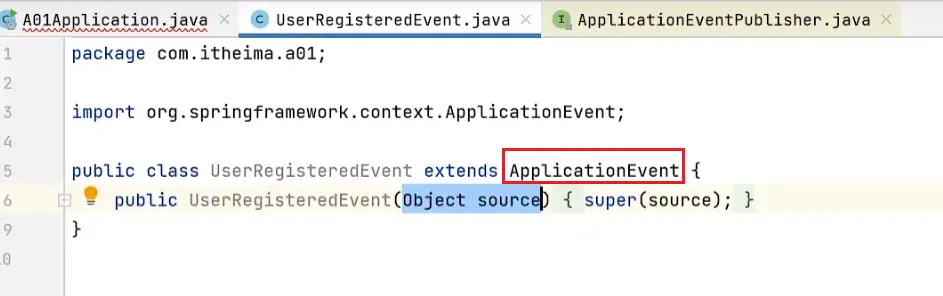 A01Application.java × UserRegisteredEvent.java × ApplicationEventPublisher.java ×
1 package com.itheima.a01;
2
3 import org.springframework.context.ApplicationEvent;
4
5 public class UserRegisteredEvent extends ApplicationEvent {
6 public UserRegisteredEvent(Object source) { super(source); }
9 }
10